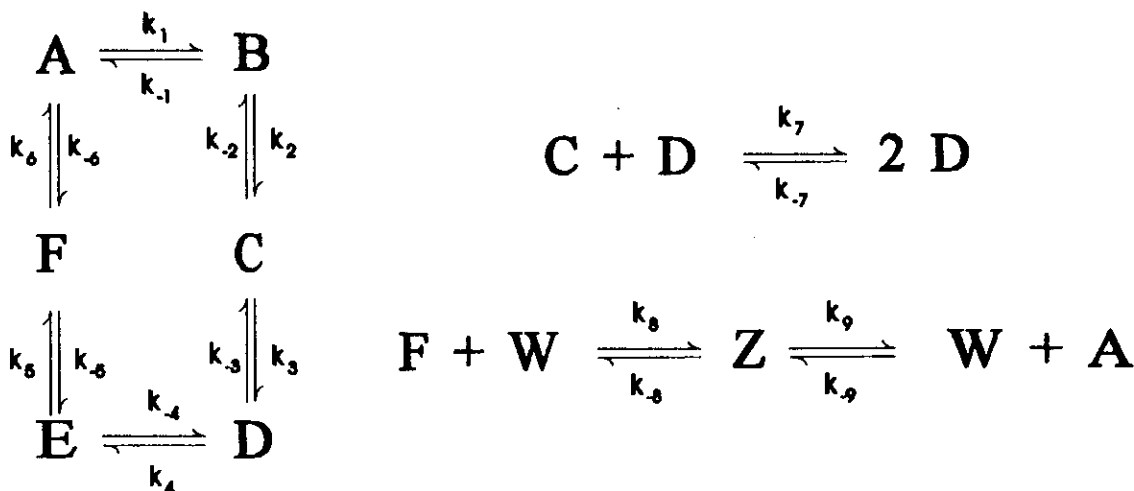 k₁
A ⇌ B
k₋₁
k₆ k₋₆ k₋₂ k₂
k₇
C + D ⇌ 2 D
k₋₇
F C
k₈ k₉
F + W ⇌ Z ⇌ W + A
k₋₈ k₋₉
k₅ k₋₅ k₋₃ k₃
k₋₄
E ⇌ D
k₄